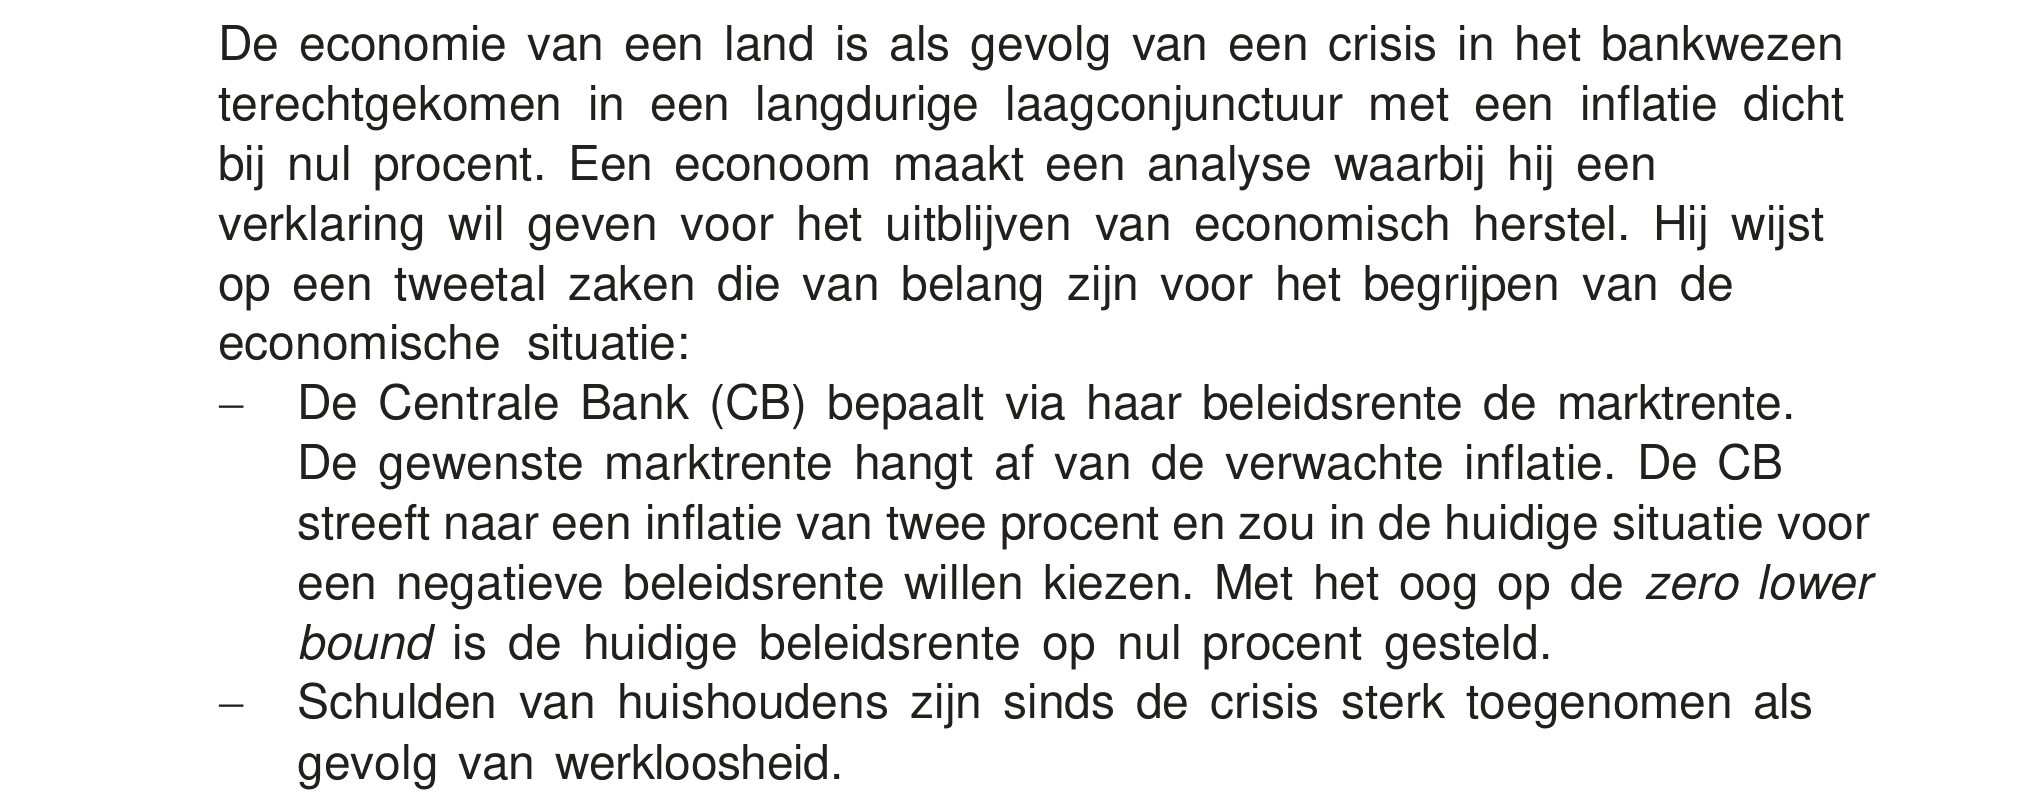 De economie van een land is als gevolg van een crisis in het bankwezen
terechtgekomen in een langdurige laagconjunctuur met een inflatie dicht
bij nul procent. Een econoom maakt een analyse waarbij hij een
verklaring wil geven voor het uitblijven van economisch herstel. Hij wijst
op een tweetal zaken die van belang zijn voor het begrijpen van de
economische situatie:
– De Centrale Bank (CB) bepaalt via haar beleidsrente de marktrente.
De gewenste marktrente hangt af van de verwachte inflatie. De CB
streeft naar een inflatie van twee procent en zou in de huidige situatie voor
een negatieve beleidsrente willen kiezen. Met het oog op de zero lower
bound is de huidige beleidsrente op nul procent gesteld.
– Schulden van huishoudens zijn sinds de crisis sterk toegenomen als
gevolg van werkloosheid.